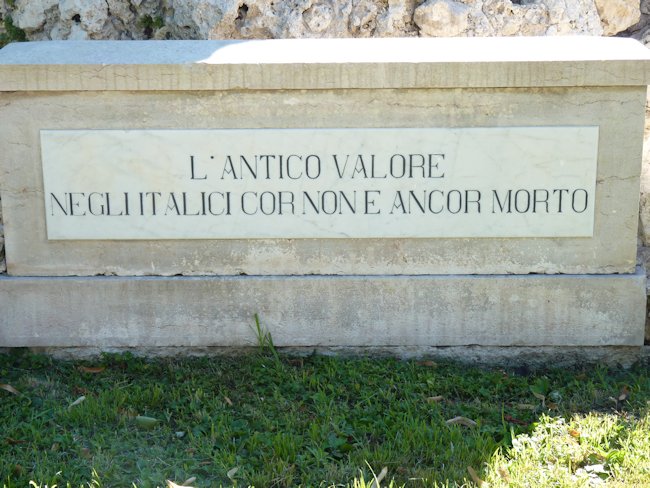 L'ANTICO VALORE
NEGLI ITALICI COR NON E ANCOR MORTO